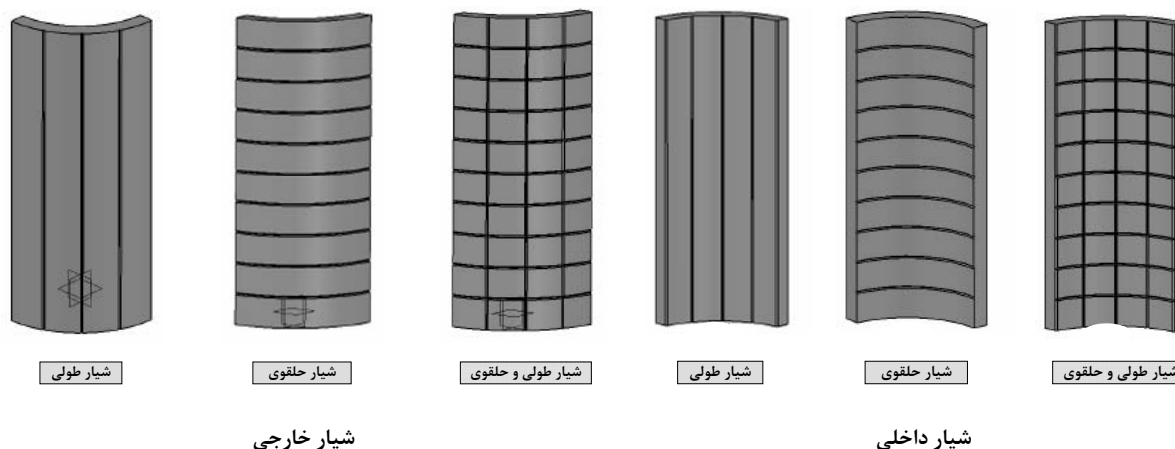 شیار طولی
شیار حلقوی
شیار طولی و حلقوی
شیار طولی
شیار حلقوی
شیار طولی و حلقوی
شیار خارجی
شیار داخلی